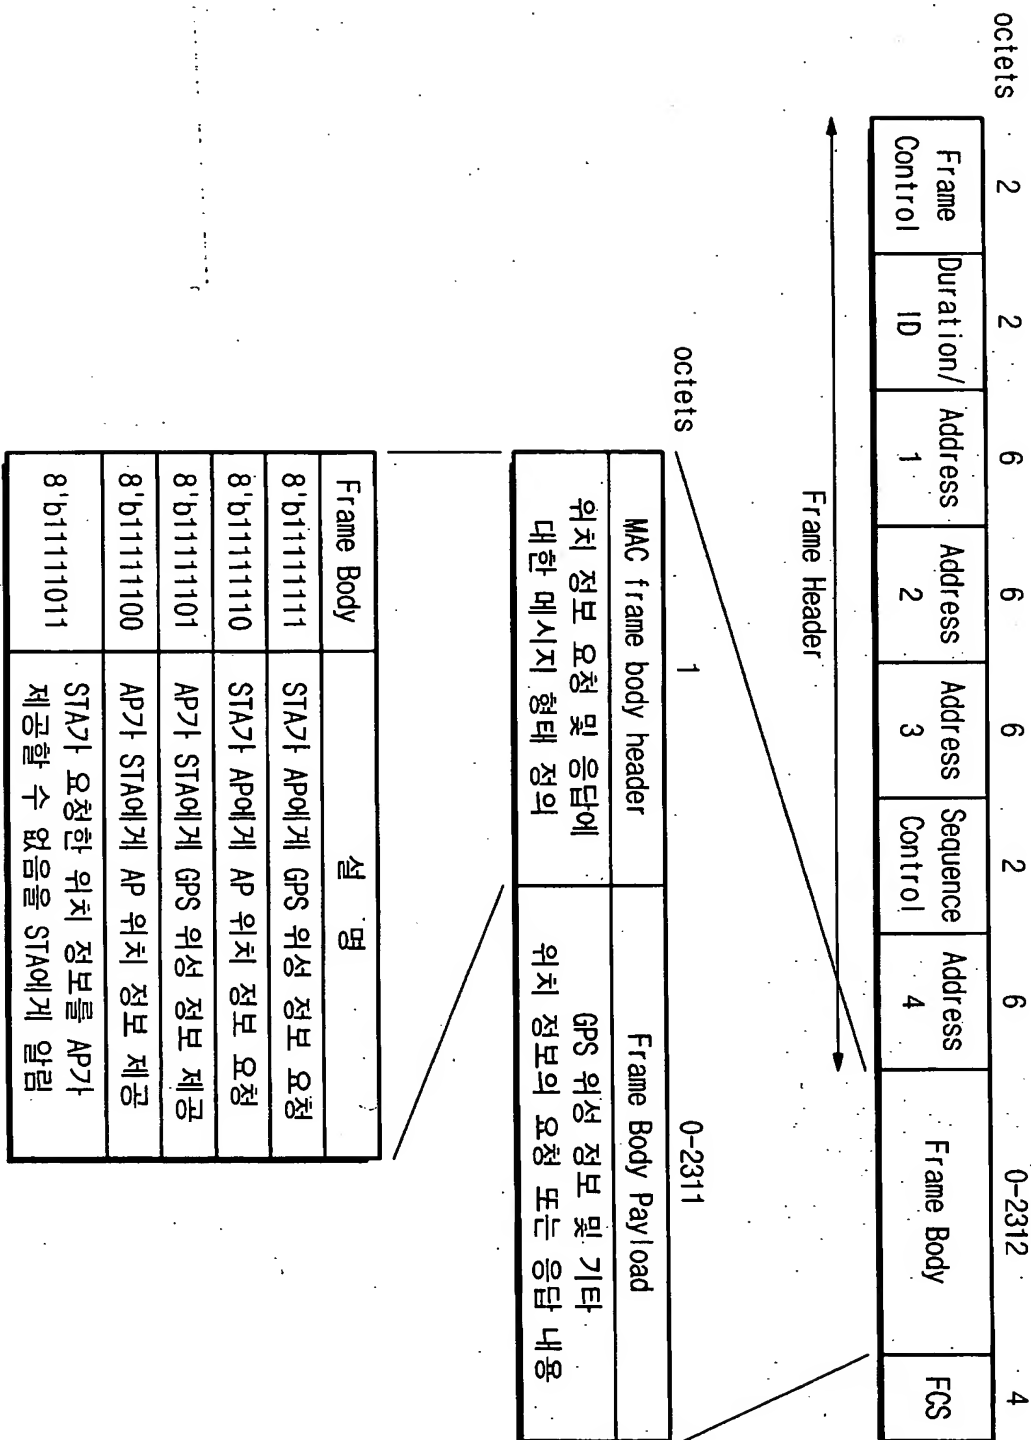 octets 2 2 6 6 6 2 6 0-2312 4
Frame Control
Duration/ ID
Address 1
Address 2
Address 3
Sequence Control
Address 4
Frame Body
FCS
Frame Header
octets 1 0-2311
MAC frame body header
위치 정보 요청 및 응답에
대한 메시지 형태 정의
Frame Body Payload
GPS 위성 정보 및 기타
위치 정보의 요청 또는 응답 내용
Frame Body 설 명
8'b11111111 STA가 AP에게 GPS 위성 정보 요청
8'b11111110 STA가 AP에게 AP 위치 정보 요청
8'b11111101 AP가 STA에게 GPS 위성 정보 제공
8'b11111100 AP가 STA에게 AP 위치 정보 제공
8'b11111011 STA가 요청한 위치 정보를 AP가
제공할 수 없음을 STA에게 알림